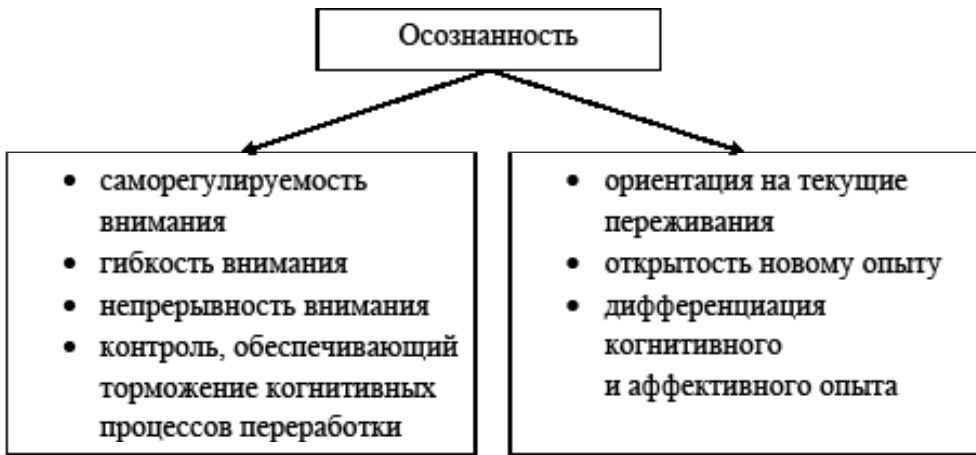 Осознанность
• саморегулируемость
внимания
• гибкость внимания
• непрерывность внимания
• контроль, обеспечивающий
торможение когнитивных
процессов переработки
• ориентация на текущие
переживания
• открытость новому опыту
• дифференциация
когнитивного
и аффективного опыта